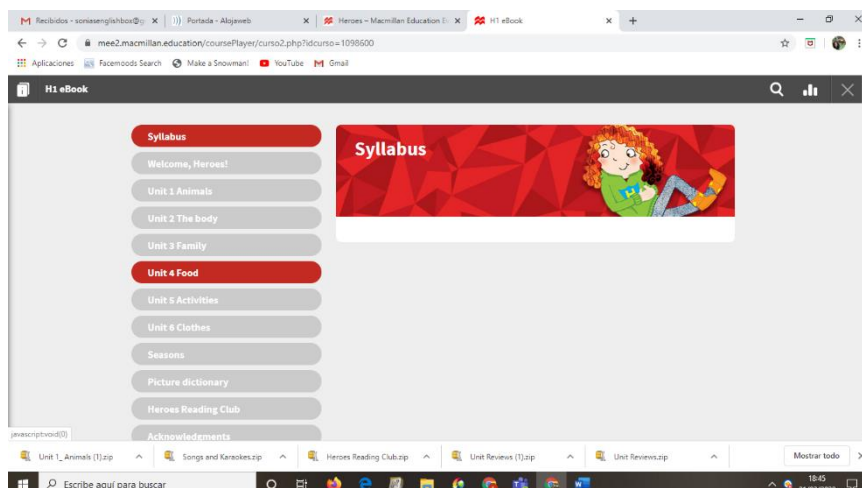 Recibidos - soniasenglishbox@g
Portada - Alojaweb
Heroes – Macmillan Education E
H1 eBook
mee2.macmillan.education/coursePlayer/curso2.php?idcurso=1098600
Aplicaciones
Facemoods Search
Make a Snowman!
YouTube
Gmail
H1 eBook
Syllabus
Welcome, Heroes!
Unit 1 Animals
Unit 2 The body
Unit 3 Family
Unit 4 Food
Unit 5 Activities
Unit 6 Clothes
Seasons
Picture dictionary
Heroes Reading Club
Acknowledgments
Syllabus
javascript:void(0)
Unit 1_ Animals (1).zip
Songs and Karaokes.zip
Heroes Reading Club.zip
Unit Reviews (1).zip
Unit Reviews.zip
Mostrar todo
Escribe aquí para buscar
18:45